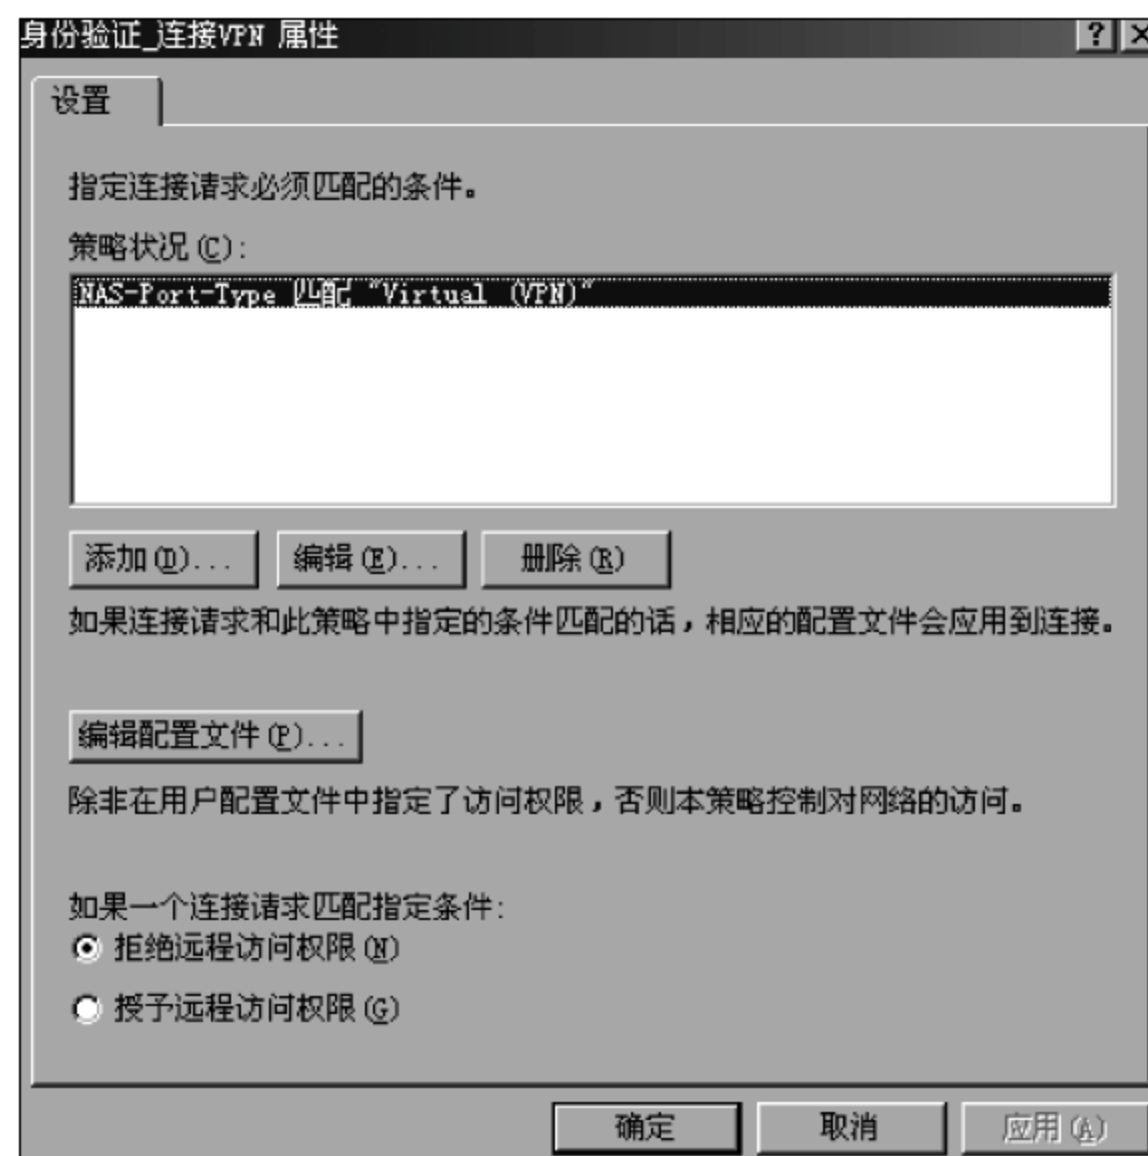 身份验证_连接VPN 属性
设置
指定连接请求必须匹配的条件。
策略状况(C):
NAS-Port-Type 匹配 "Virtual (VPN)"
添加(D)... 编辑(E)... 删除(R)
如果连接请求和此策略中指定的条件匹配的话，相应的配置文件会应用到连接。
编辑配置文件(P)...
除非在用户配置文件中指定了访问权限，否则本策略控制对网络的访问。
如果一个连接请求匹配指定条件:
拒绝远程访问权限(N)
授予远程访问权限(G)
确定 取消 应用(A)